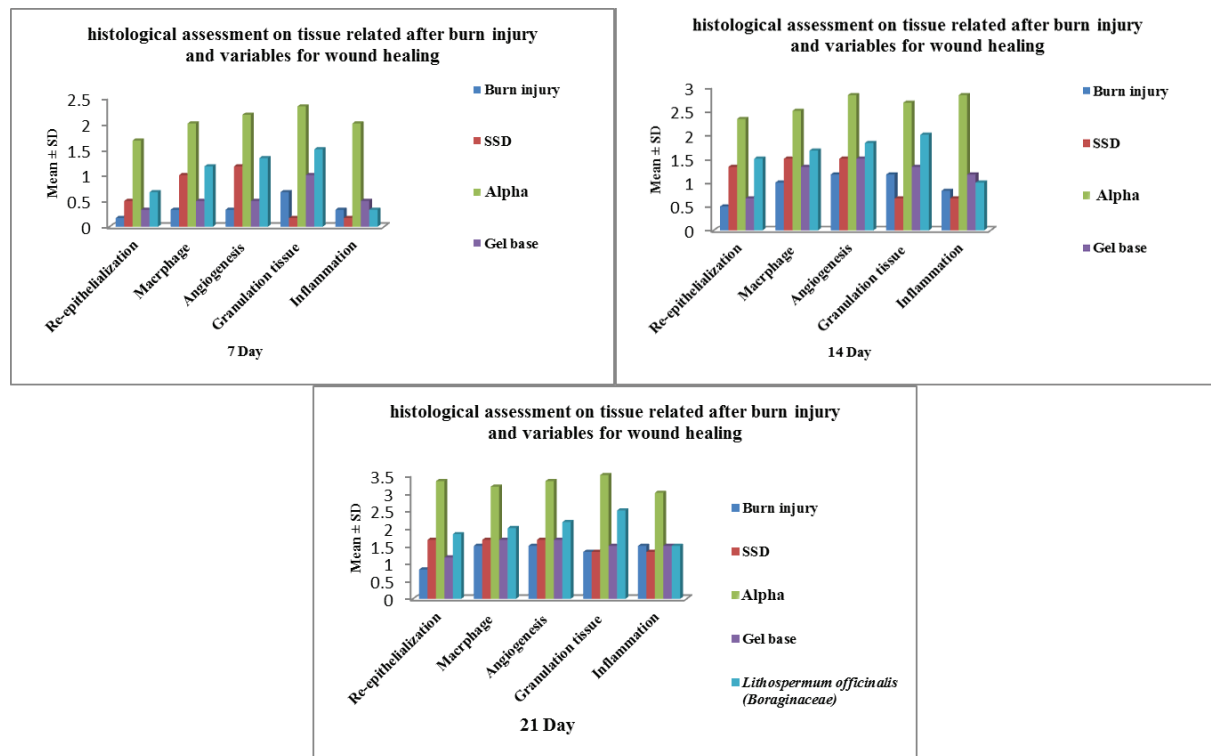 histological assessment on tissue related after burn injury
and variables for wound healing
2.5
2
1.5
1
0.5
0
Mean ± SD
Re-epithelialization
Macrphage
Angiogenesis
Granulation tissue
Inflammation
7 Day
Burn injury
SSD
Alpha
Gel base
histological assessment on tissue related after burn injury
and variables for wound healing
3
2.5
2
1.5
1
0.5
0
Mean ± SD
Re-epithelialization
Macrphage
Angiogenesis
Granulation tissue
Inflammation
14 Day
Burn injury
SSD
Alpha
Gel base
histological assessment on tissue related after burn injury
and variables for wound healing
3.5
3
2.5
2
1.5
1
0.5
0
Mean ± SD
Re-epithelialization
Macrphage
Angiogenesis
Granulation tissue
Inflammation
21 Day
Burn injury
SSD
Alpha
Gel base
Lithospermum officinalis
(Boraginaceae)